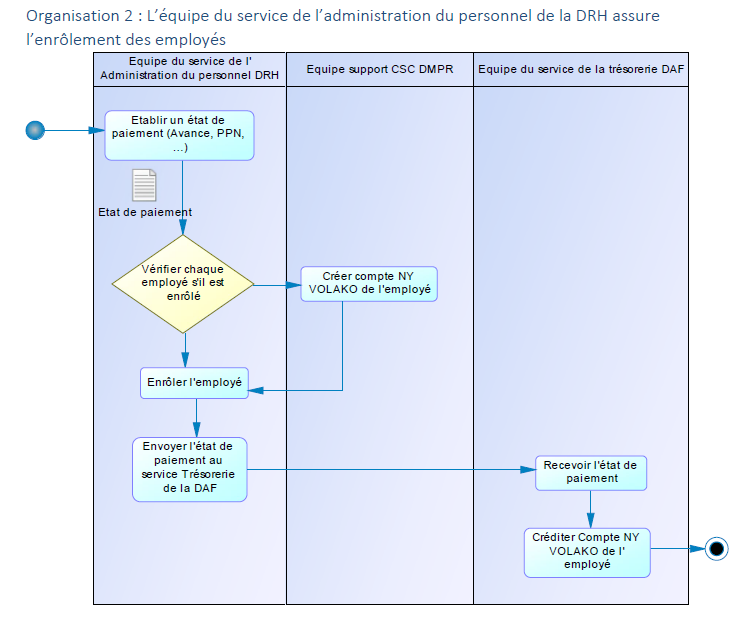 Organisation 2 : L’équipe du service de l’administration du personnel de la DRH assure
l’enrôlement des employés
Equipe du service de l'
Administration du personnel DRH
Equipe support CSC DMPR
Equipe du service de la trésorerie DAF
Etablir un état de
paiement (Avance, PPN,
...)
Etat de paiement
Vérifier chaque
employé s'il est
enrôlé
Créer compte NY
VOLAKO de l'employé
Enrôler l'employé
Envoyer l'état de
paiement au
service Trésorerie
de la DAF
Recevoir l'état de
paiement
Créditer Compte NY
VOLAKO de l'
employé